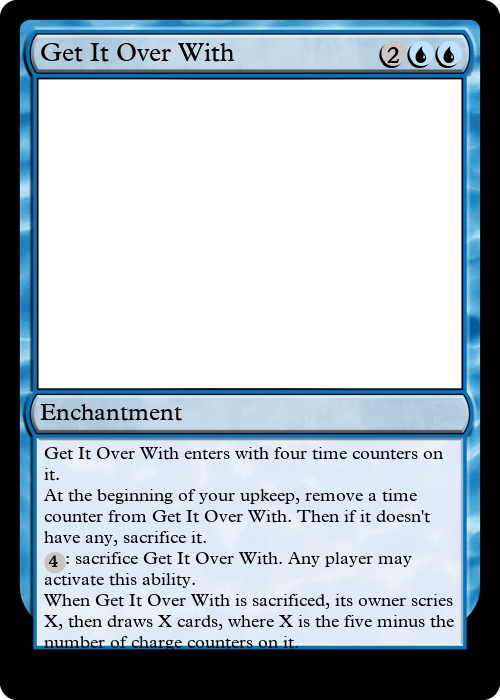 Get It Over With 2
Enchantment
Get It Over With enters with four time counters on
it.
At the beginning of your upkeep, remove a time
counter from Get It Over With. Then if it doesn't
have any, sacrifice it.
4: sacrifice Get It Over With. Any player may
activate this ability.
When Get It Over With is sacrificed, its owner scries
X, then draws X cards, where X is the five minus the
number of charge counters on it.